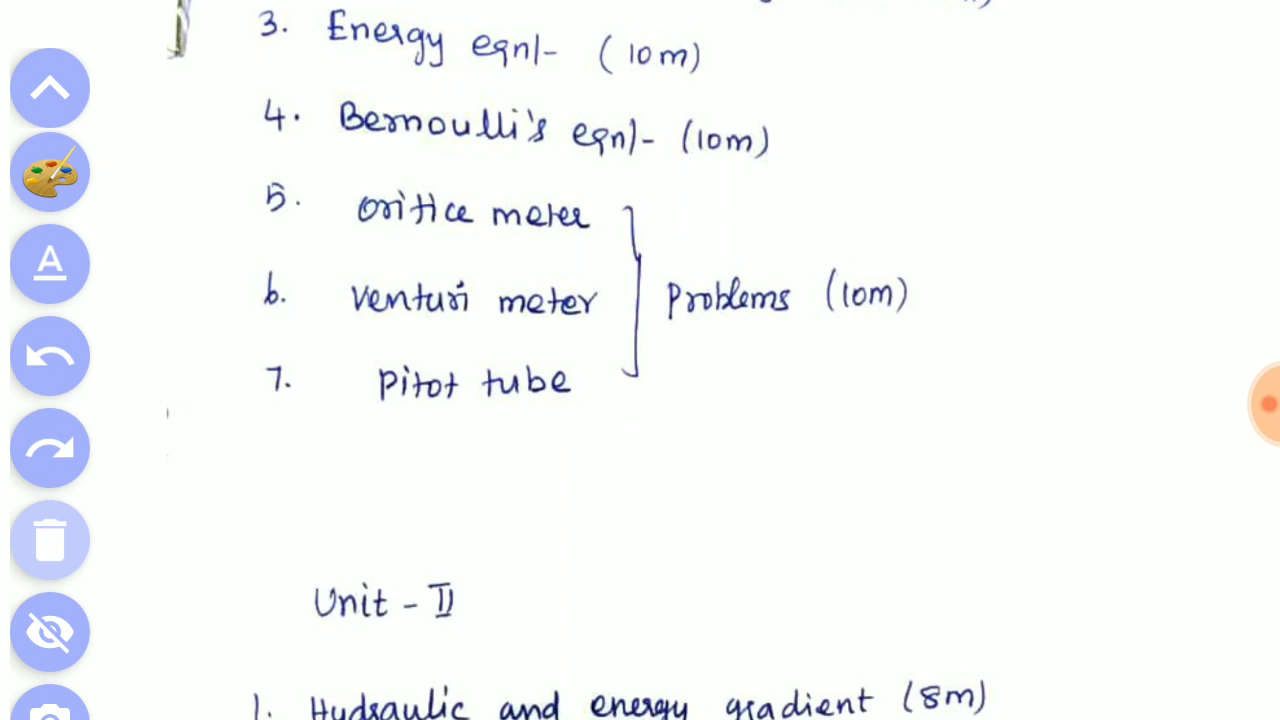 3. Energy eqn/- (10m)
4. Bernoulli's eqn/- (10m)
5. Orifice meter
6. Venturi meter
7. Pitot tube
Problems (10m)
Unit - II
1. Hydraulic and energy gradient (8m)
A